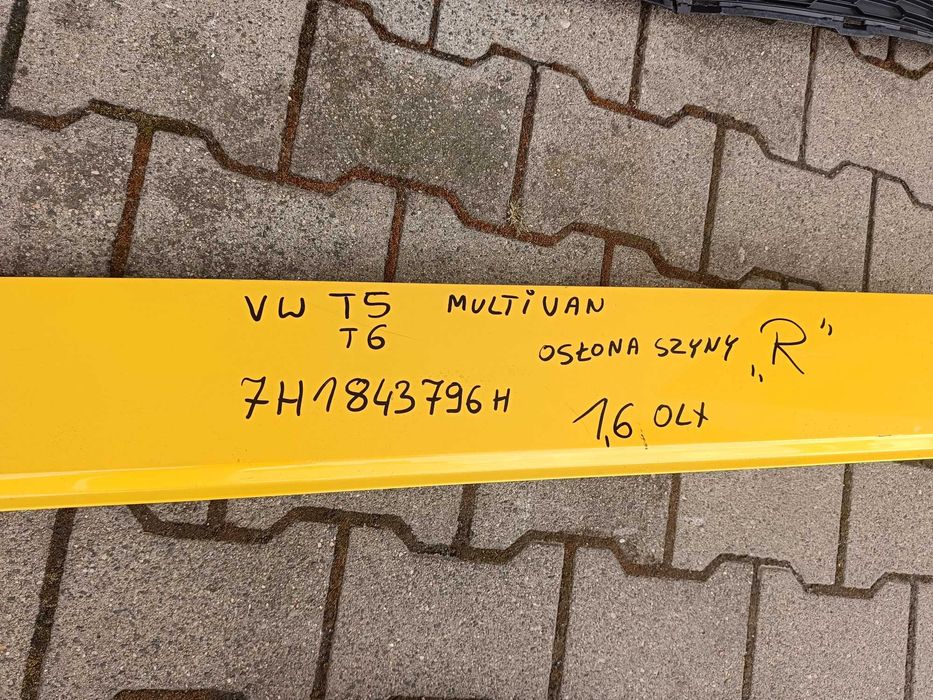 VW T5 MULTIVAN
T6
OSŁONA SZYNY „R”
7H1843796H
1,6 OLX